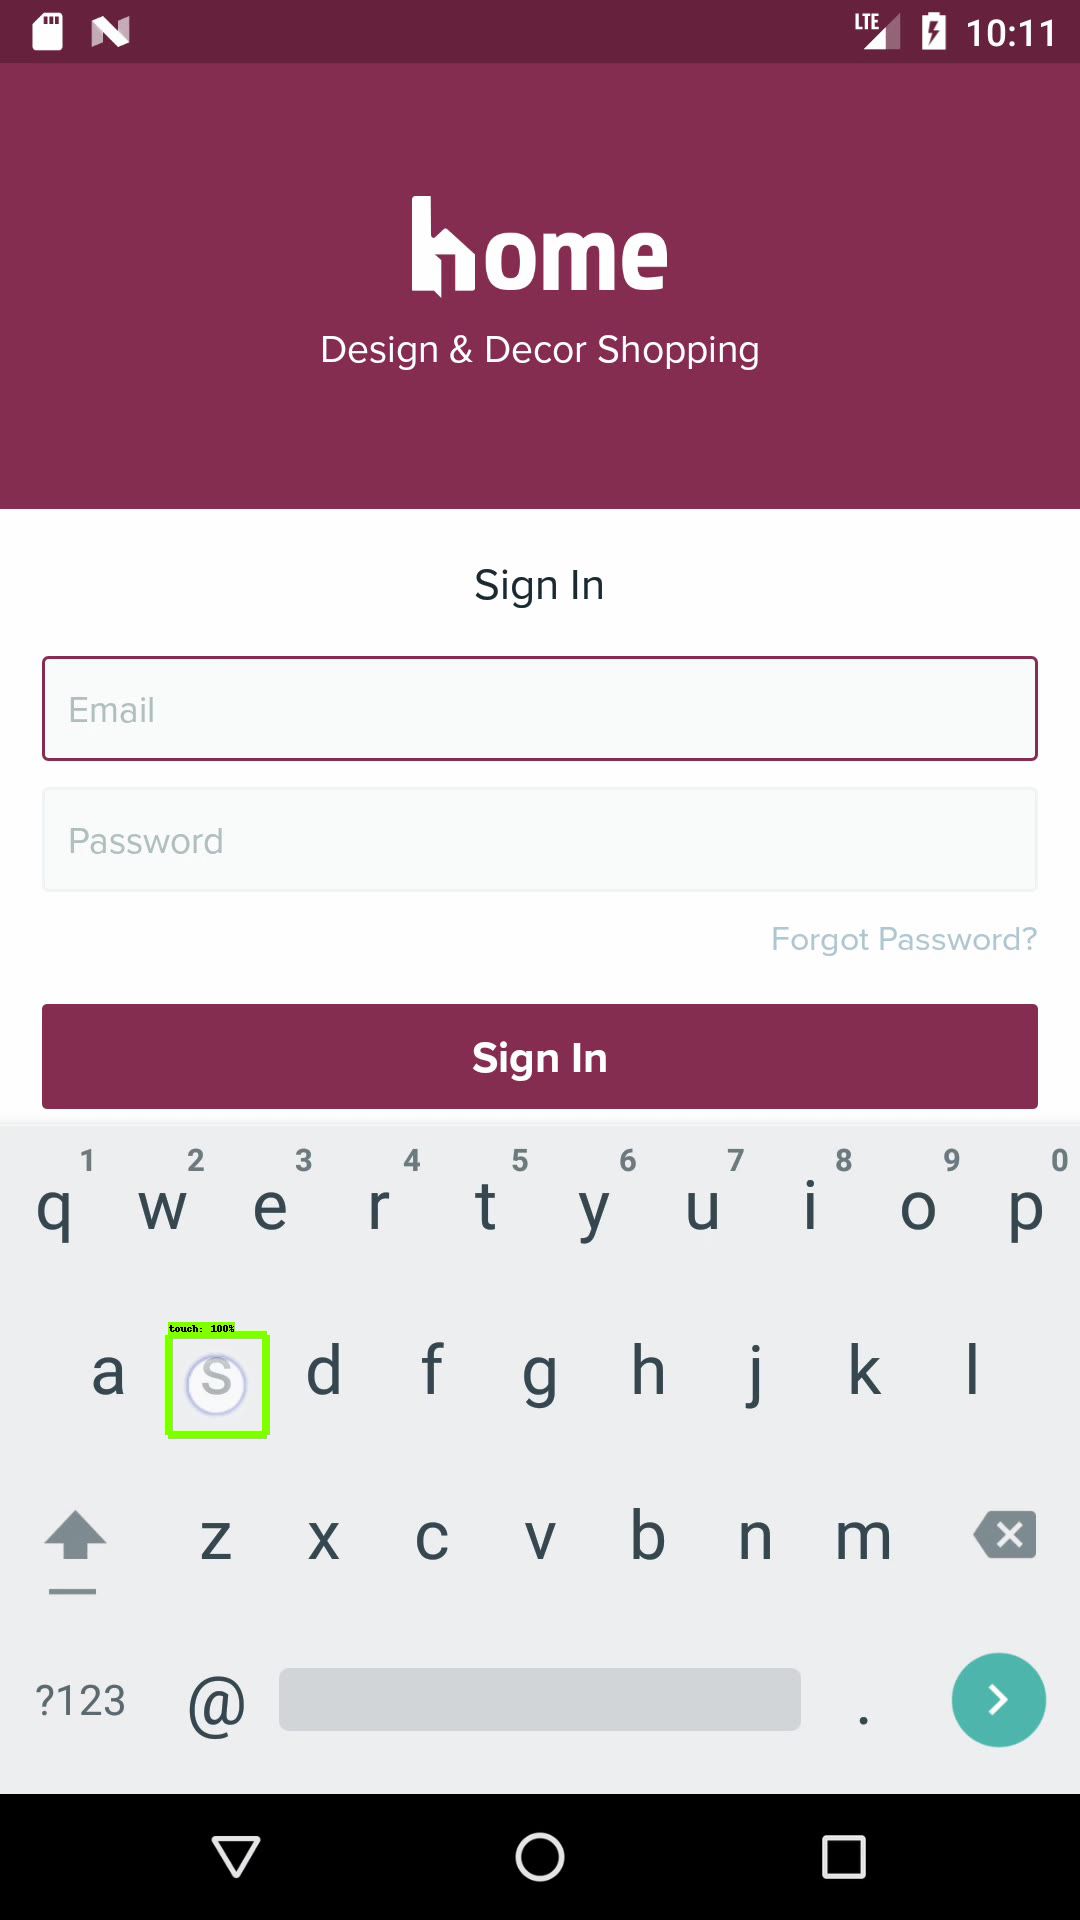 LTE 10:11
home
Design & Decor Shopping
Sign In
Email
Password
Forgot Password?
Sign In
1 2 3 4 5 6 7 8 9 0
q w e r t y u i o p
touch: 100%
a s d f g h j k l
z x c v b n m
?123 @ .